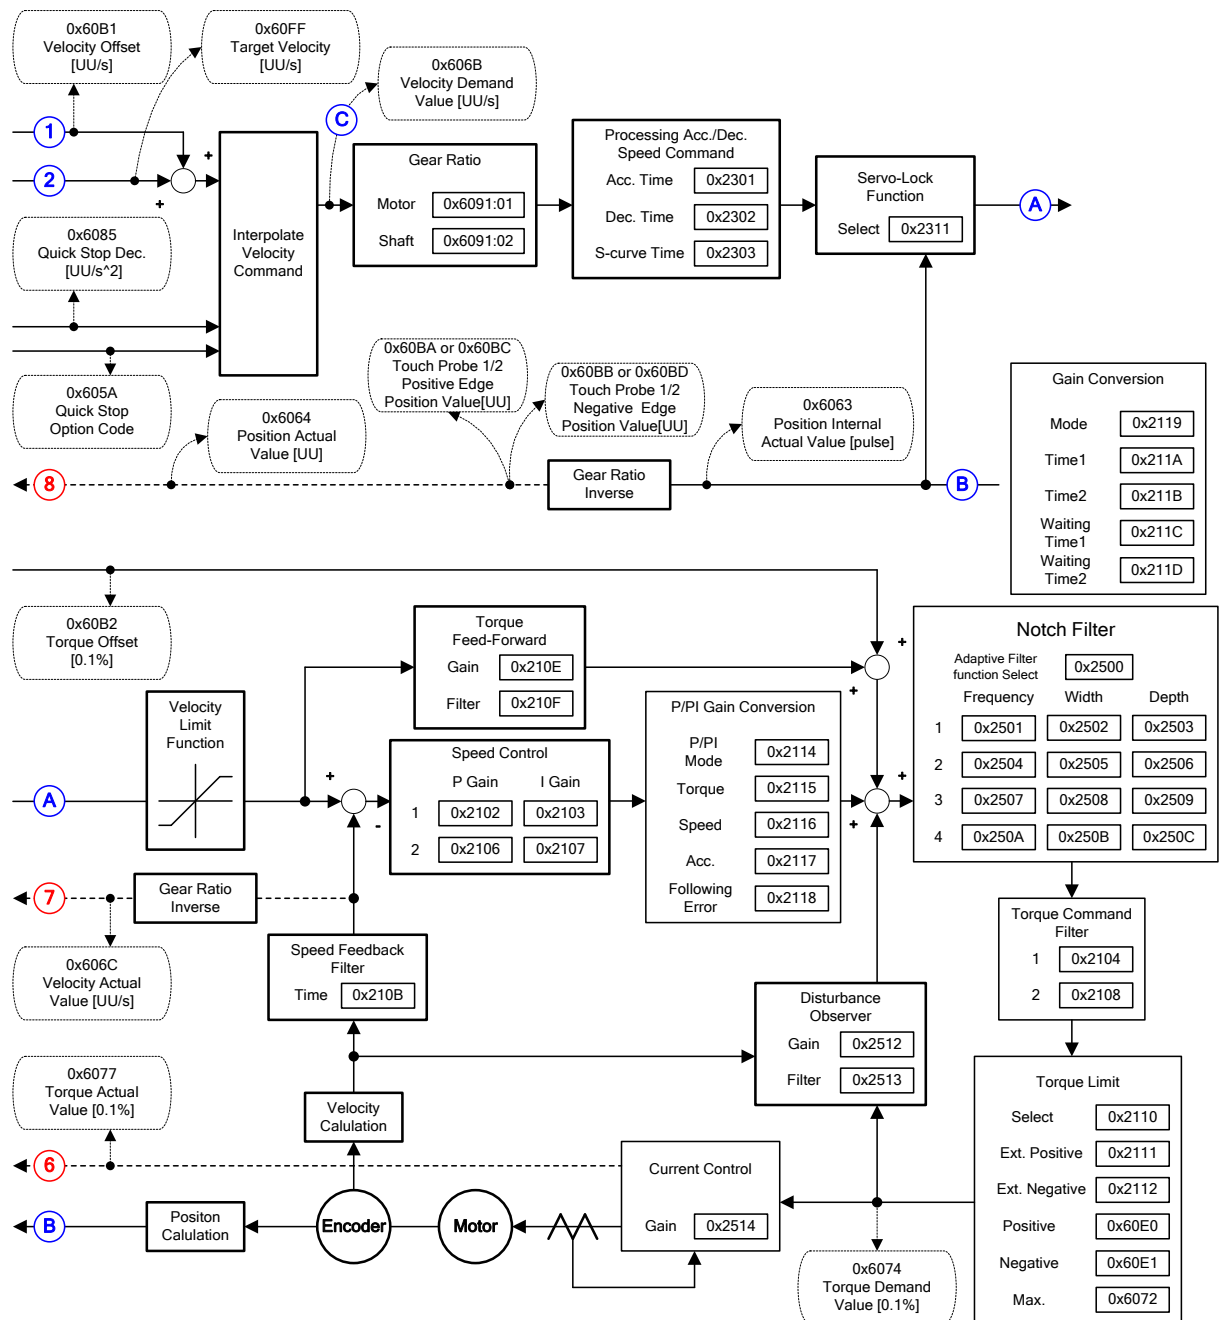 0x60B1
Velocity Offset
[UU/s]
0x60FF
Target Velocity
[UU/s]
0x606B
Velocity Demand
Value [UU/s]
1
2
C
+
+
Interpolate
Velocity
Command
Gear Ratio
Motor 0x6091:01
Shaft 0x6091:02
Processing Acc./Dec.
Speed Command
Acc. Time 0x2301
Dec. Time 0x2302
S-curve Time 0x2303
Servo-Lock
Function
Select 0x2311
A
0x6085
Quick Stop Dec.
[UU/s^2]
0x605A
Quick Stop
Option Code
0x6064
Position Actual
Value [UU]
0x60BA or 0x60BC
Touch Probe 1/2
Positive Edge
Position Value[UU]
0x60BB or 0x60BD
Touch Probe 1/2
Negative Edge
Position Value[UU]
0x6063
Position Internal
Actual Value [pulse]
8
Gear Ratio
Inverse
B
Gain Conversion
Mode 0x2119
Time1 0x211A
Time2 0x211B
Waiting
Time1
0x211C
Waiting
Time2
0x211D
0x60B2
Torque Offset
[0.1%]
Torque
Feed-Forward
Gain 0x210E
Filter 0x210F
+
+
Notch Filter
Adaptive Filter
function Select
0x2500
Frequency Width Depth
1 0x2501 0x2502 0x2503
2 0x2504 0x2505 0x2506
3 0x2507 0x2508 0x2509
4 0x250A 0x250B 0x250C
A
Velocity
Limit
Function
+
-
Speed Control
P Gain I Gain
1 0x2102 0x2103
2 0x2106 0x2107
P/PI Gain Conversion
P/PI
Mode
0x2114
Torque 0x2115
Speed 0x2116
Acc. 0x2117
Following
Error
0x2118
+
+
7
Gear Ratio
Inverse
0x606C
Velocity Actual
Value [UU/s]
Speed Feedback
Filter
Time 0x210B
Torque Command
Filter
1 0x2104
2 0x2108
Disturbance
Observer
Gain 0x2512
Filter 0x2513
0x6077
Torque Actual
Value [0.1%]
Velocity
Calulation
6
Current Control
Gain 0x2514
Torque Limit
Select 0x2110
Ext. Positive 0x2111
Ext. Negative 0x2112
Positive 0x60E0
Negative 0x60E1
Max. 0x6072
B
Positon
Calulation
Encoder
Motor
0x6074
Torque Demand
Value [0.1%]